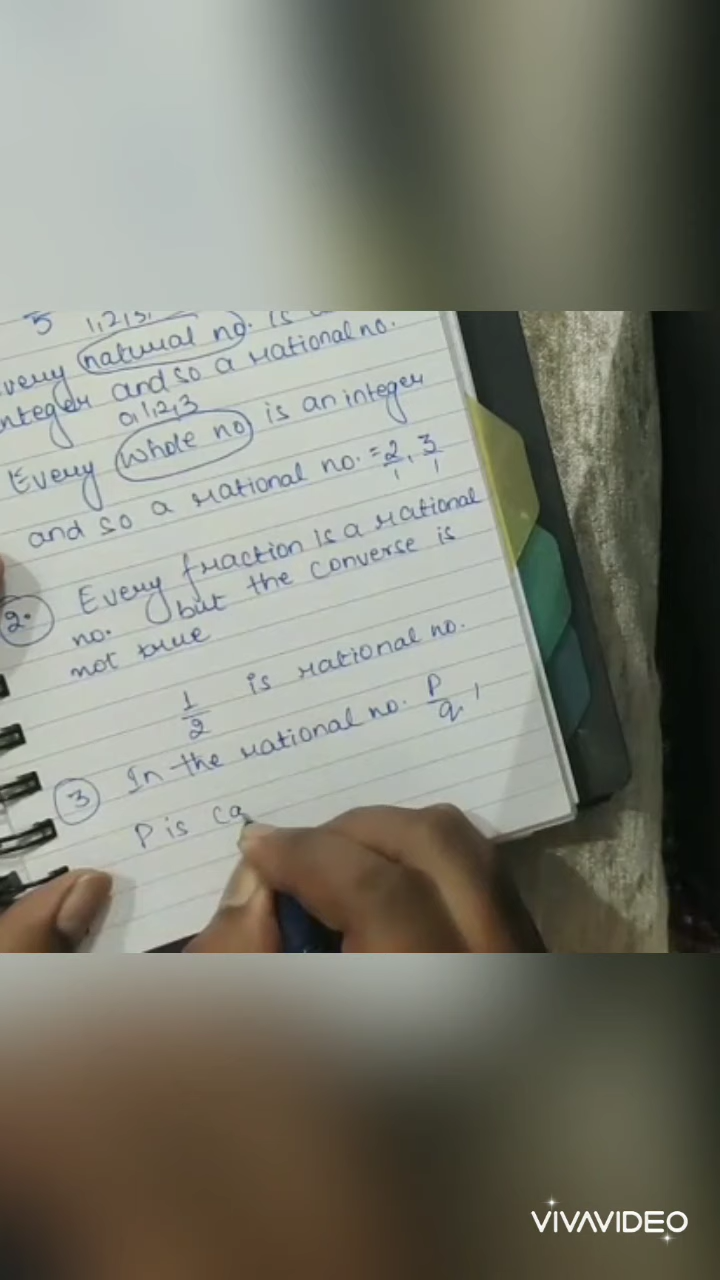 5 1,2,3,
very natural no. is
nteger and so a rational no.
0,1,2,3
Every whole no is an integer
and so a rational no. = 2/1, 3/1
2. Every fraction is a rational
no. but the converse is
not true
1/2 is rational no.
3 In the rational no. P/q,
P is ca
VIVAVIDEO